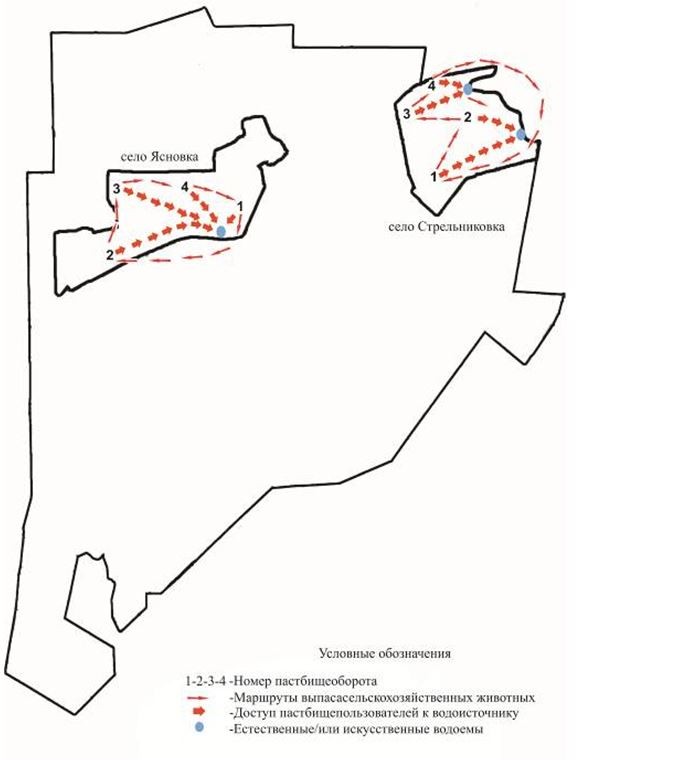 4
3
2
1
село Ясновка
3
4
1
2
село Стрельниковка
Условные обозначения
1-2-3-4 -Номер пастбищеоборота
-Маршруты выпасасельскохозяйственных животных
-Доступ пастбищепользователей к водоисточнику
-Естественные/или искусственные водоемы